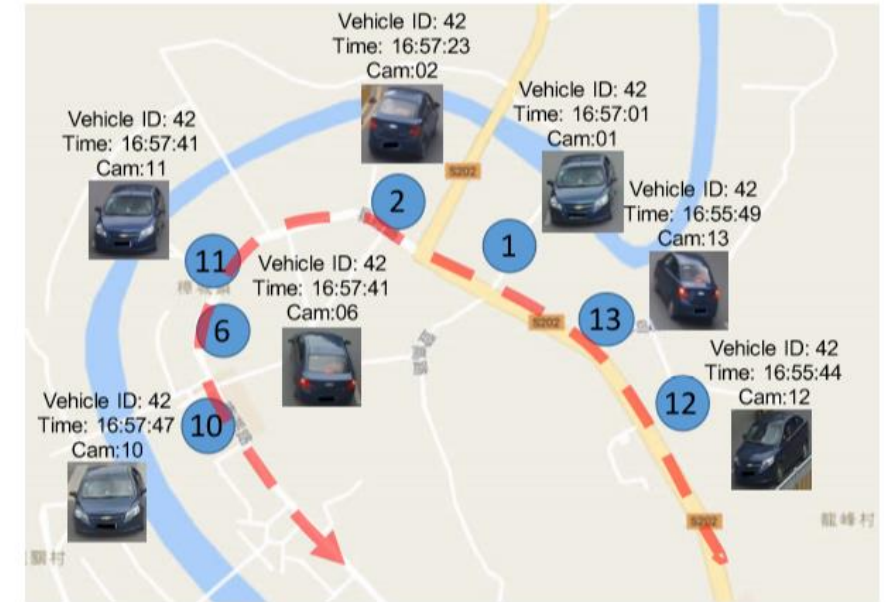 Vehicle ID: 42
Time: 16:57:23
Cam:02
Vehicle ID: 42
Time: 16:57:01
Cam:01
Vehicle ID: 42
Time: 16:57:41
Cam:11
Vehicle ID: 42
Time: 16:55:49
Cam:13
2
S202
1
11
Vehicle ID: 42
Time: 16:57:41
Cam:06
6
13
S202
Vehicle ID: 42
Time: 16:55:44
Cam:12
12
Vehicle ID: 42
Time: 16:57:47
Cam:10
10
S202
龍峰村